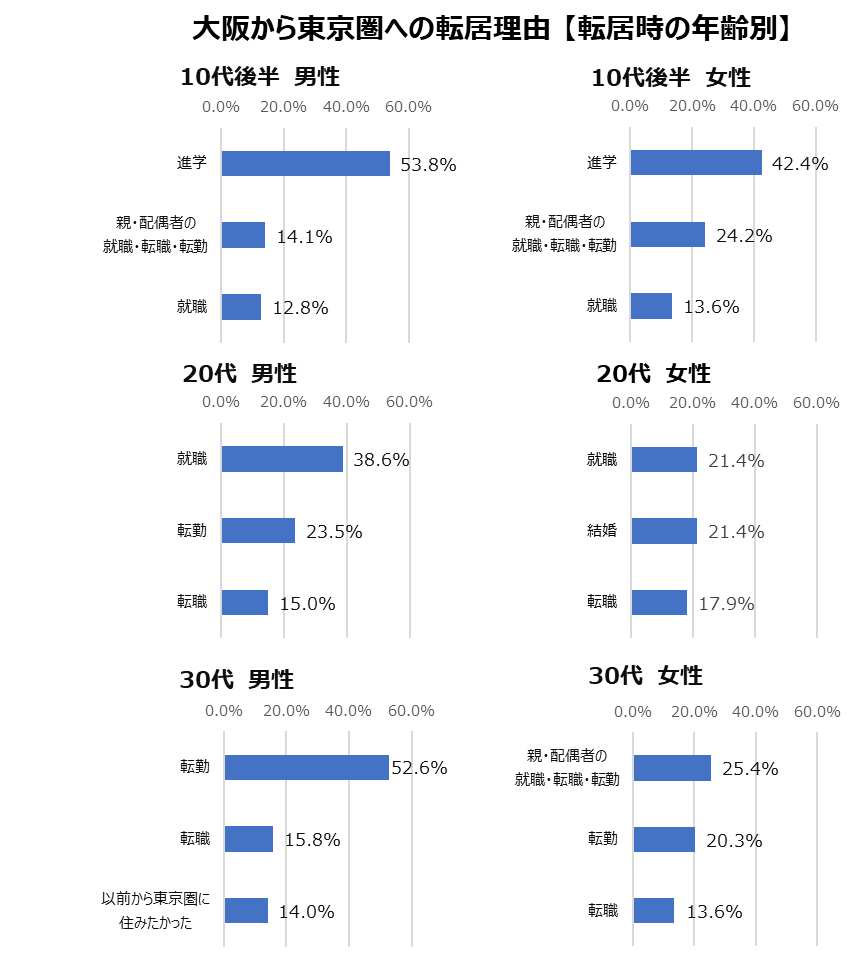 大阪から東京圏への転居理由【転居時の年齢別】
10代後半 男性
0.0% 20.0% 40.0% 60.0%
進学 53.8%
親・配偶者の
就職・転職・転勤 14.1%
就職 12.8%
10代後半 女性
0.0% 20.0% 40.0% 60.0%
進学 42.4%
親・配偶者の
就職・転職・転勤 24.2%
就職 13.6%
20代 男性
0.0% 20.0% 40.0% 60.0%
就職 38.6%
転勤 23.5%
転職 15.0%
20代 女性
0.0% 20.0% 40.0% 60.0%
就職 21.4%
結婚 21.4%
転職 17.9%
30代 男性
0.0% 20.0% 40.0% 60.0%
転勤 52.6%
転職 15.8%
以前から東京圏に
住みたかった 14.0%
30代 女性
0.0% 20.0% 40.0% 60.0%
親・配偶者の
就職・転職・転勤 25.4%
転勤 20.3%
転職 13.6%